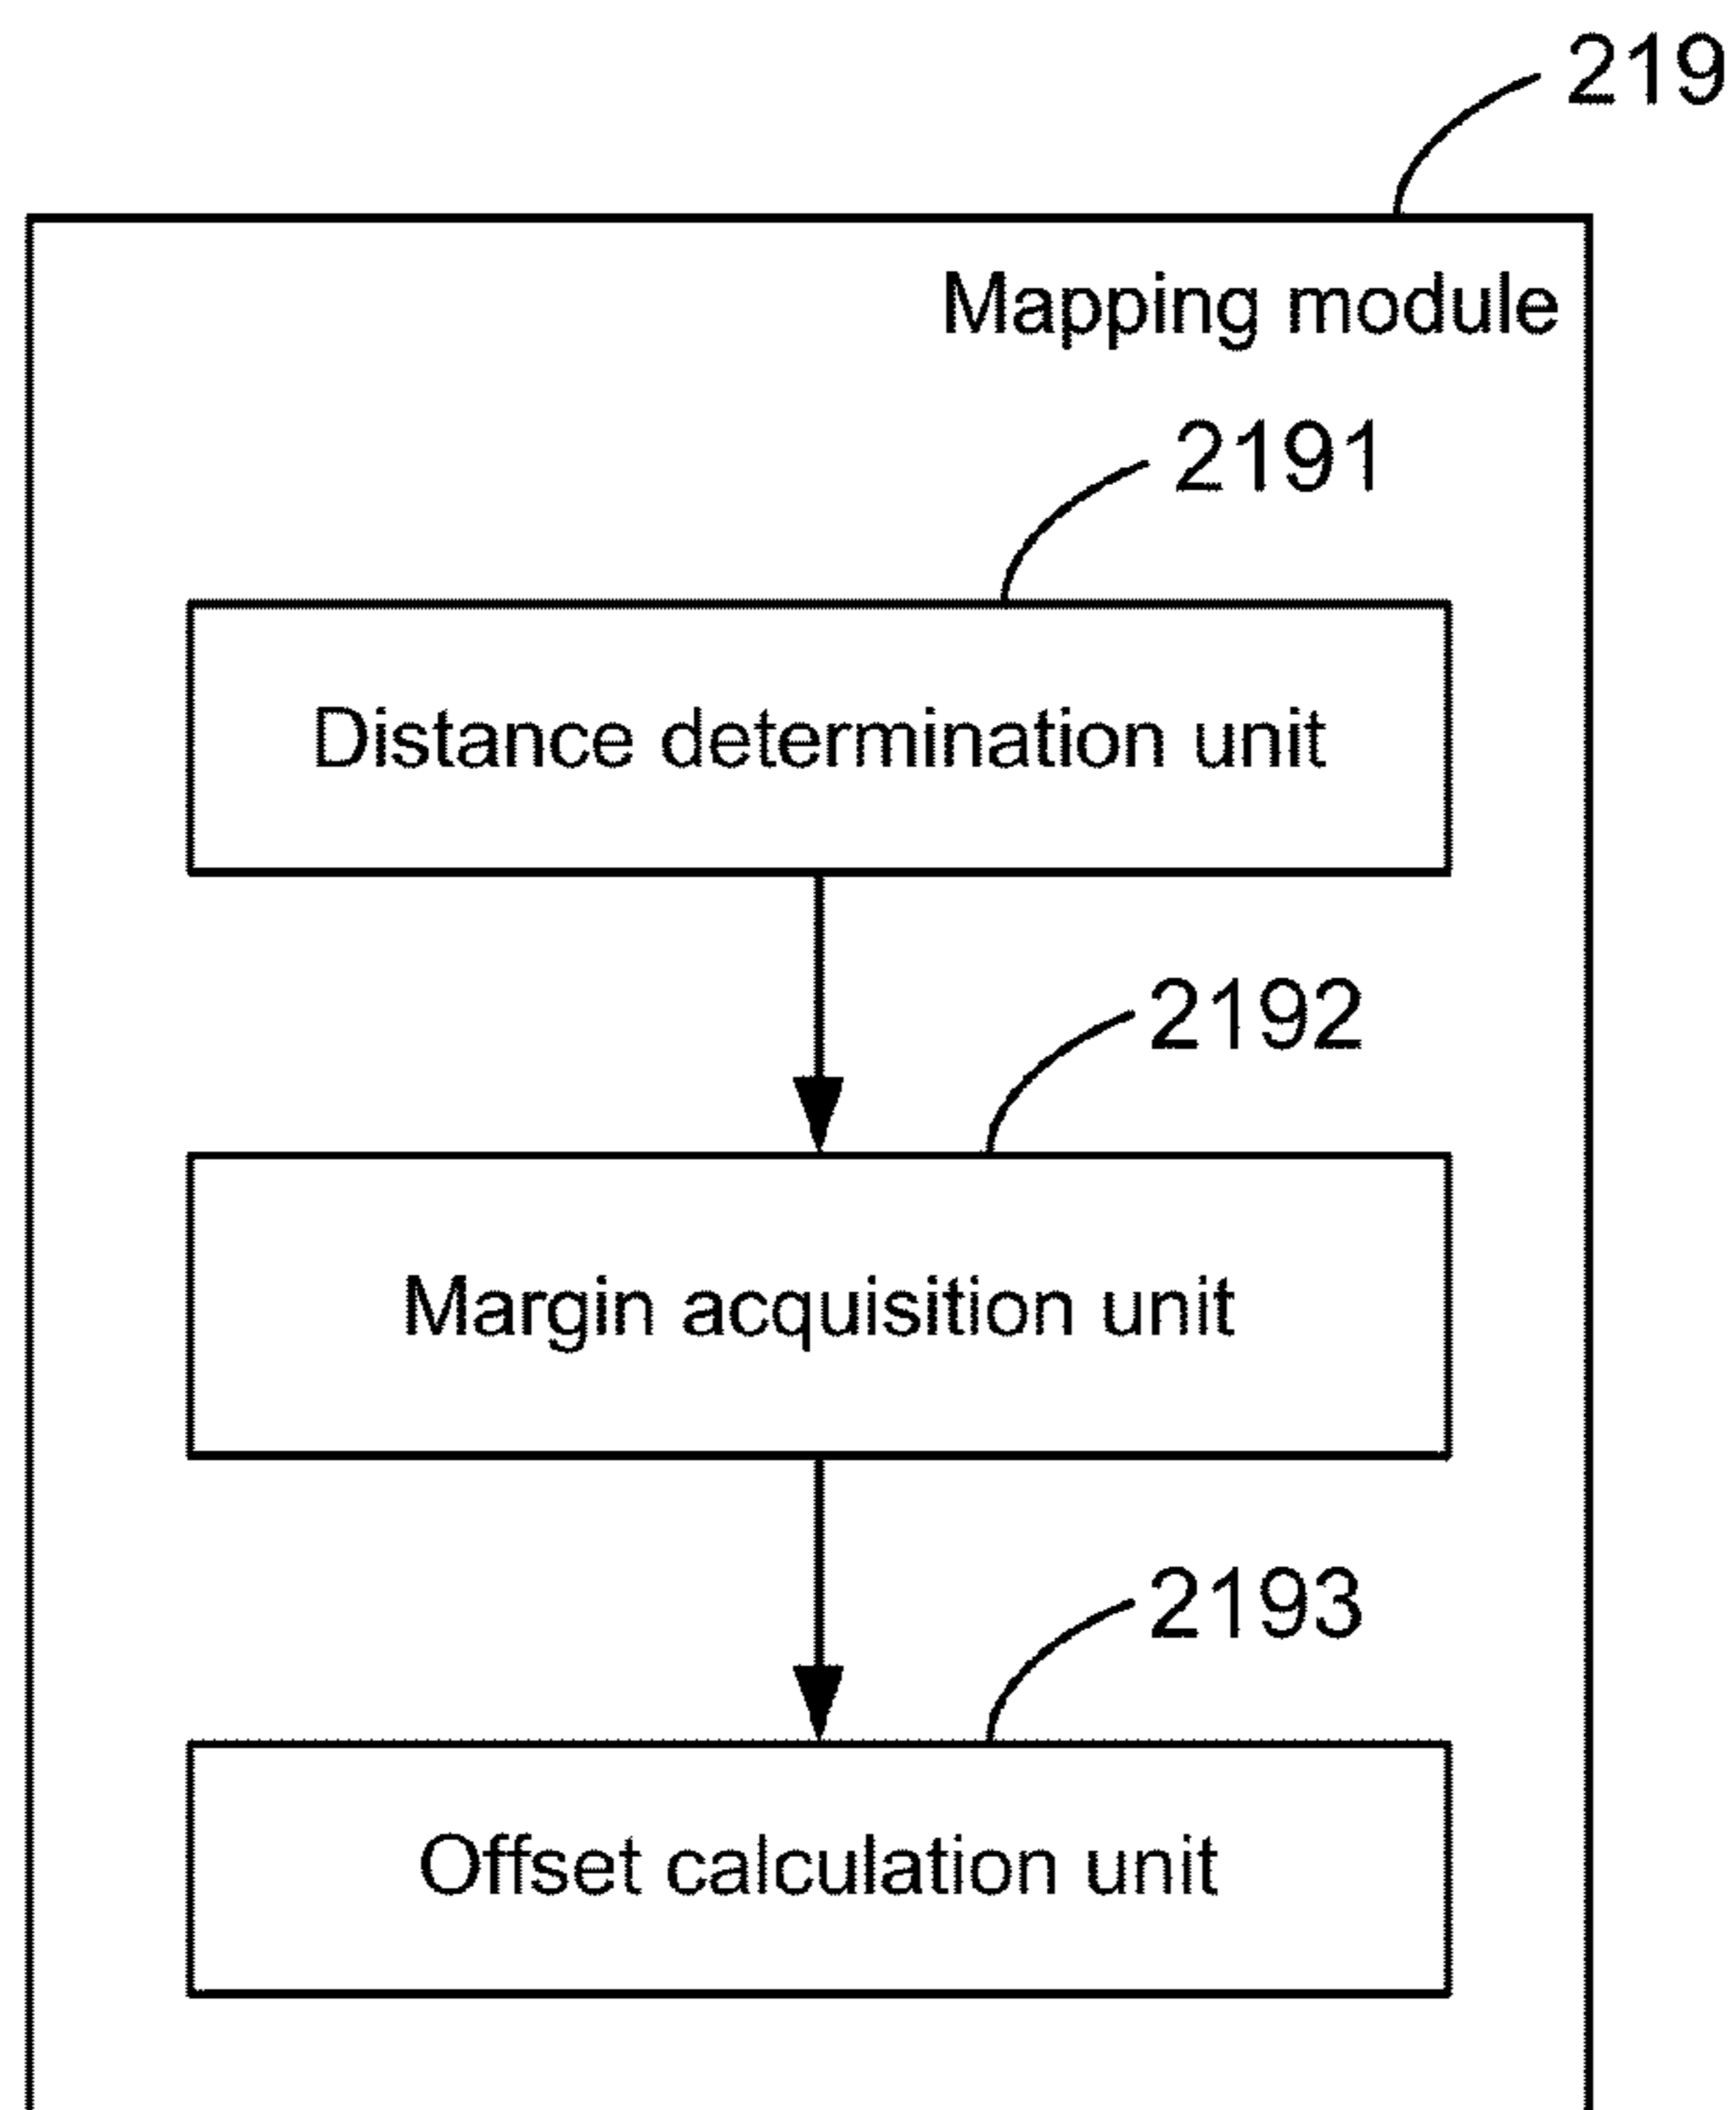 219
Mapping module
2191
Distance determination unit
2192
Margin acquisition unit
2193
Offset calculation unit